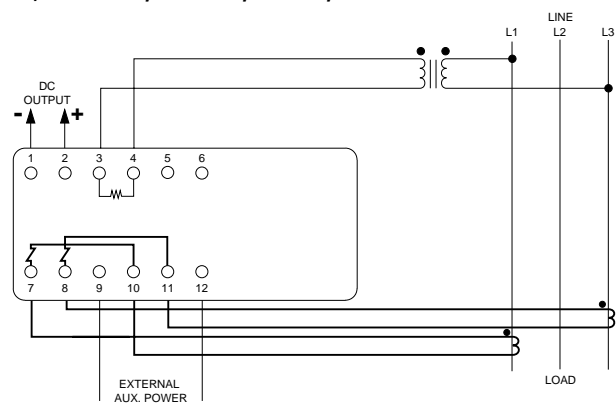 LINE
L1 L2 L3
DC
OUTPUT
- +
1 2 3 4 5 6
7 8 9 10 11 12
EXTERNAL
AUX. POWER
LOAD